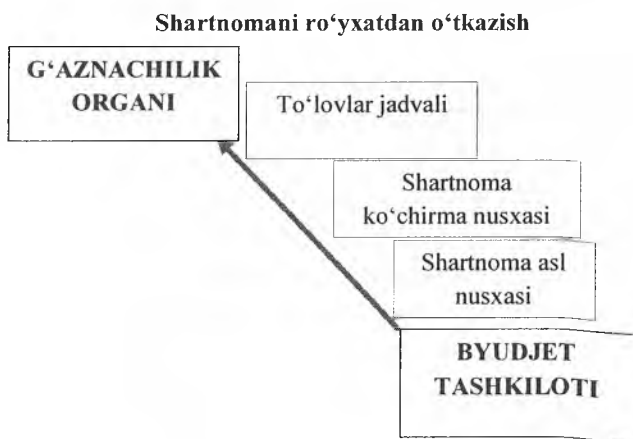 Shartnomani ro‘yxatdan o‘tkazish
G‘AZNACHILIK
ORGANI
To‘lovlar jadvali
Shartnoma
ko‘chirma nusxasi
Shartnoma asl
nusxasi
BYUDJET
TASHKILOTI